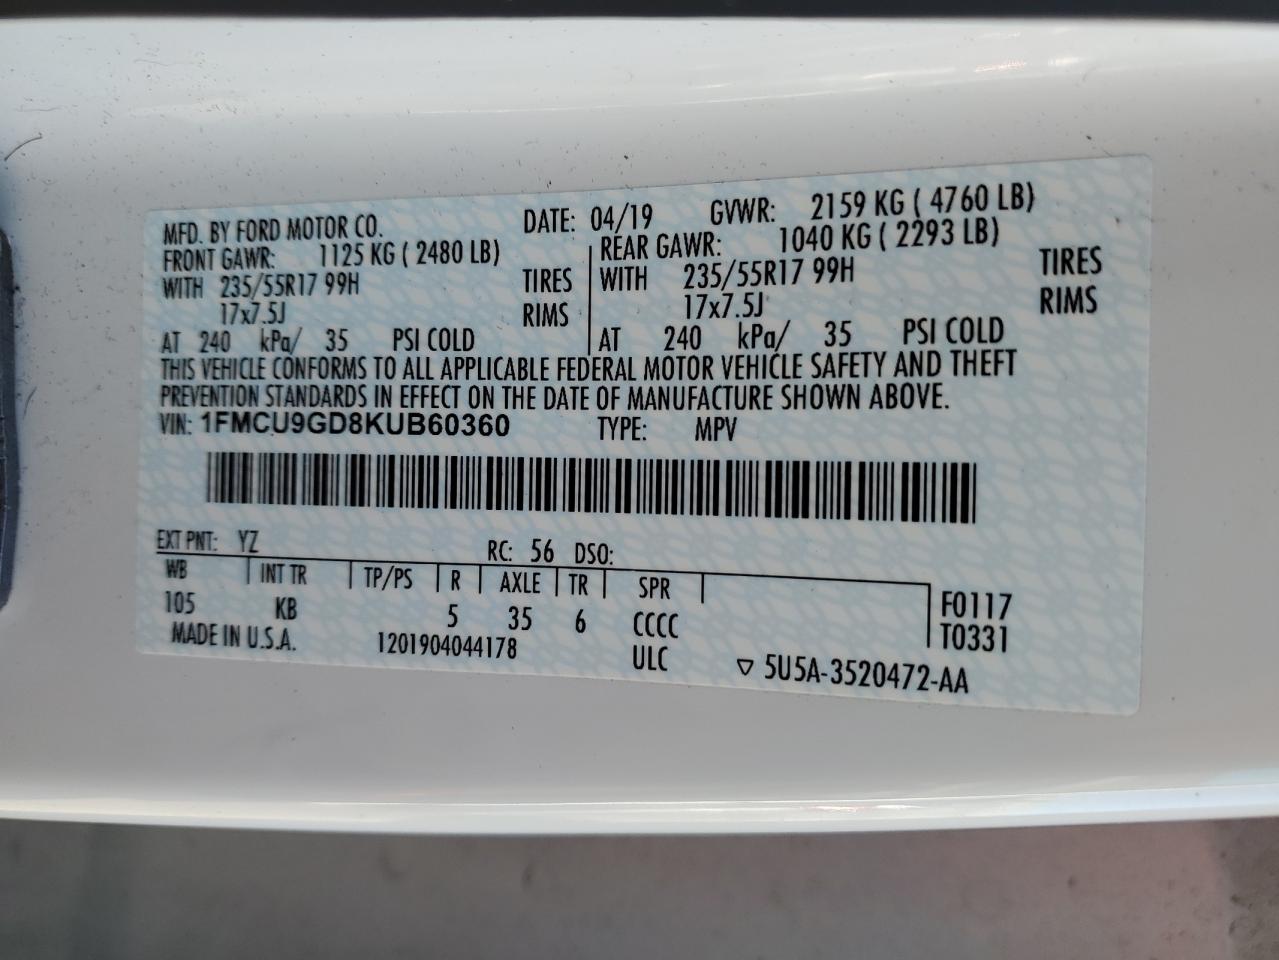 MFD. BY FORD MOTOR CO. DATE: 04/19 GVWR: 2159 KG ( 4760 LB)
FRONT GAWR: 1125 KG ( 2480 LB) REAR GAWR: 1040 KG ( 2293 LB)
WITH 235/55R17 99H TIRES WITH 235/55R17 99H TIRES
17x7.5J RIMS 17x7.5J RIMS
AT 240 kPa/ 35 PSI COLD AT 240 kPa/ 35 PSI COLD
THIS VEHICLE CONFORMS TO ALL APPLICABLE FEDERAL MOTOR VEHICLE SAFETY AND THEFT
PREVENTION STANDARDS IN EFFECT ON THE DATE OF MANUFACTURE SHOWN ABOVE.
VIN: 1FMCU9GD8KUB60360 TYPE: MPV
EXT PNT: YZ RC: 56 DSO:
WB INT TR TP/PS R AXLE TR SPR
105 KB 5 35 6 CCCC F0117
MADE IN U.S.A. 1201904044178 ULC T0331
▽ 5U5A-3520472-AA